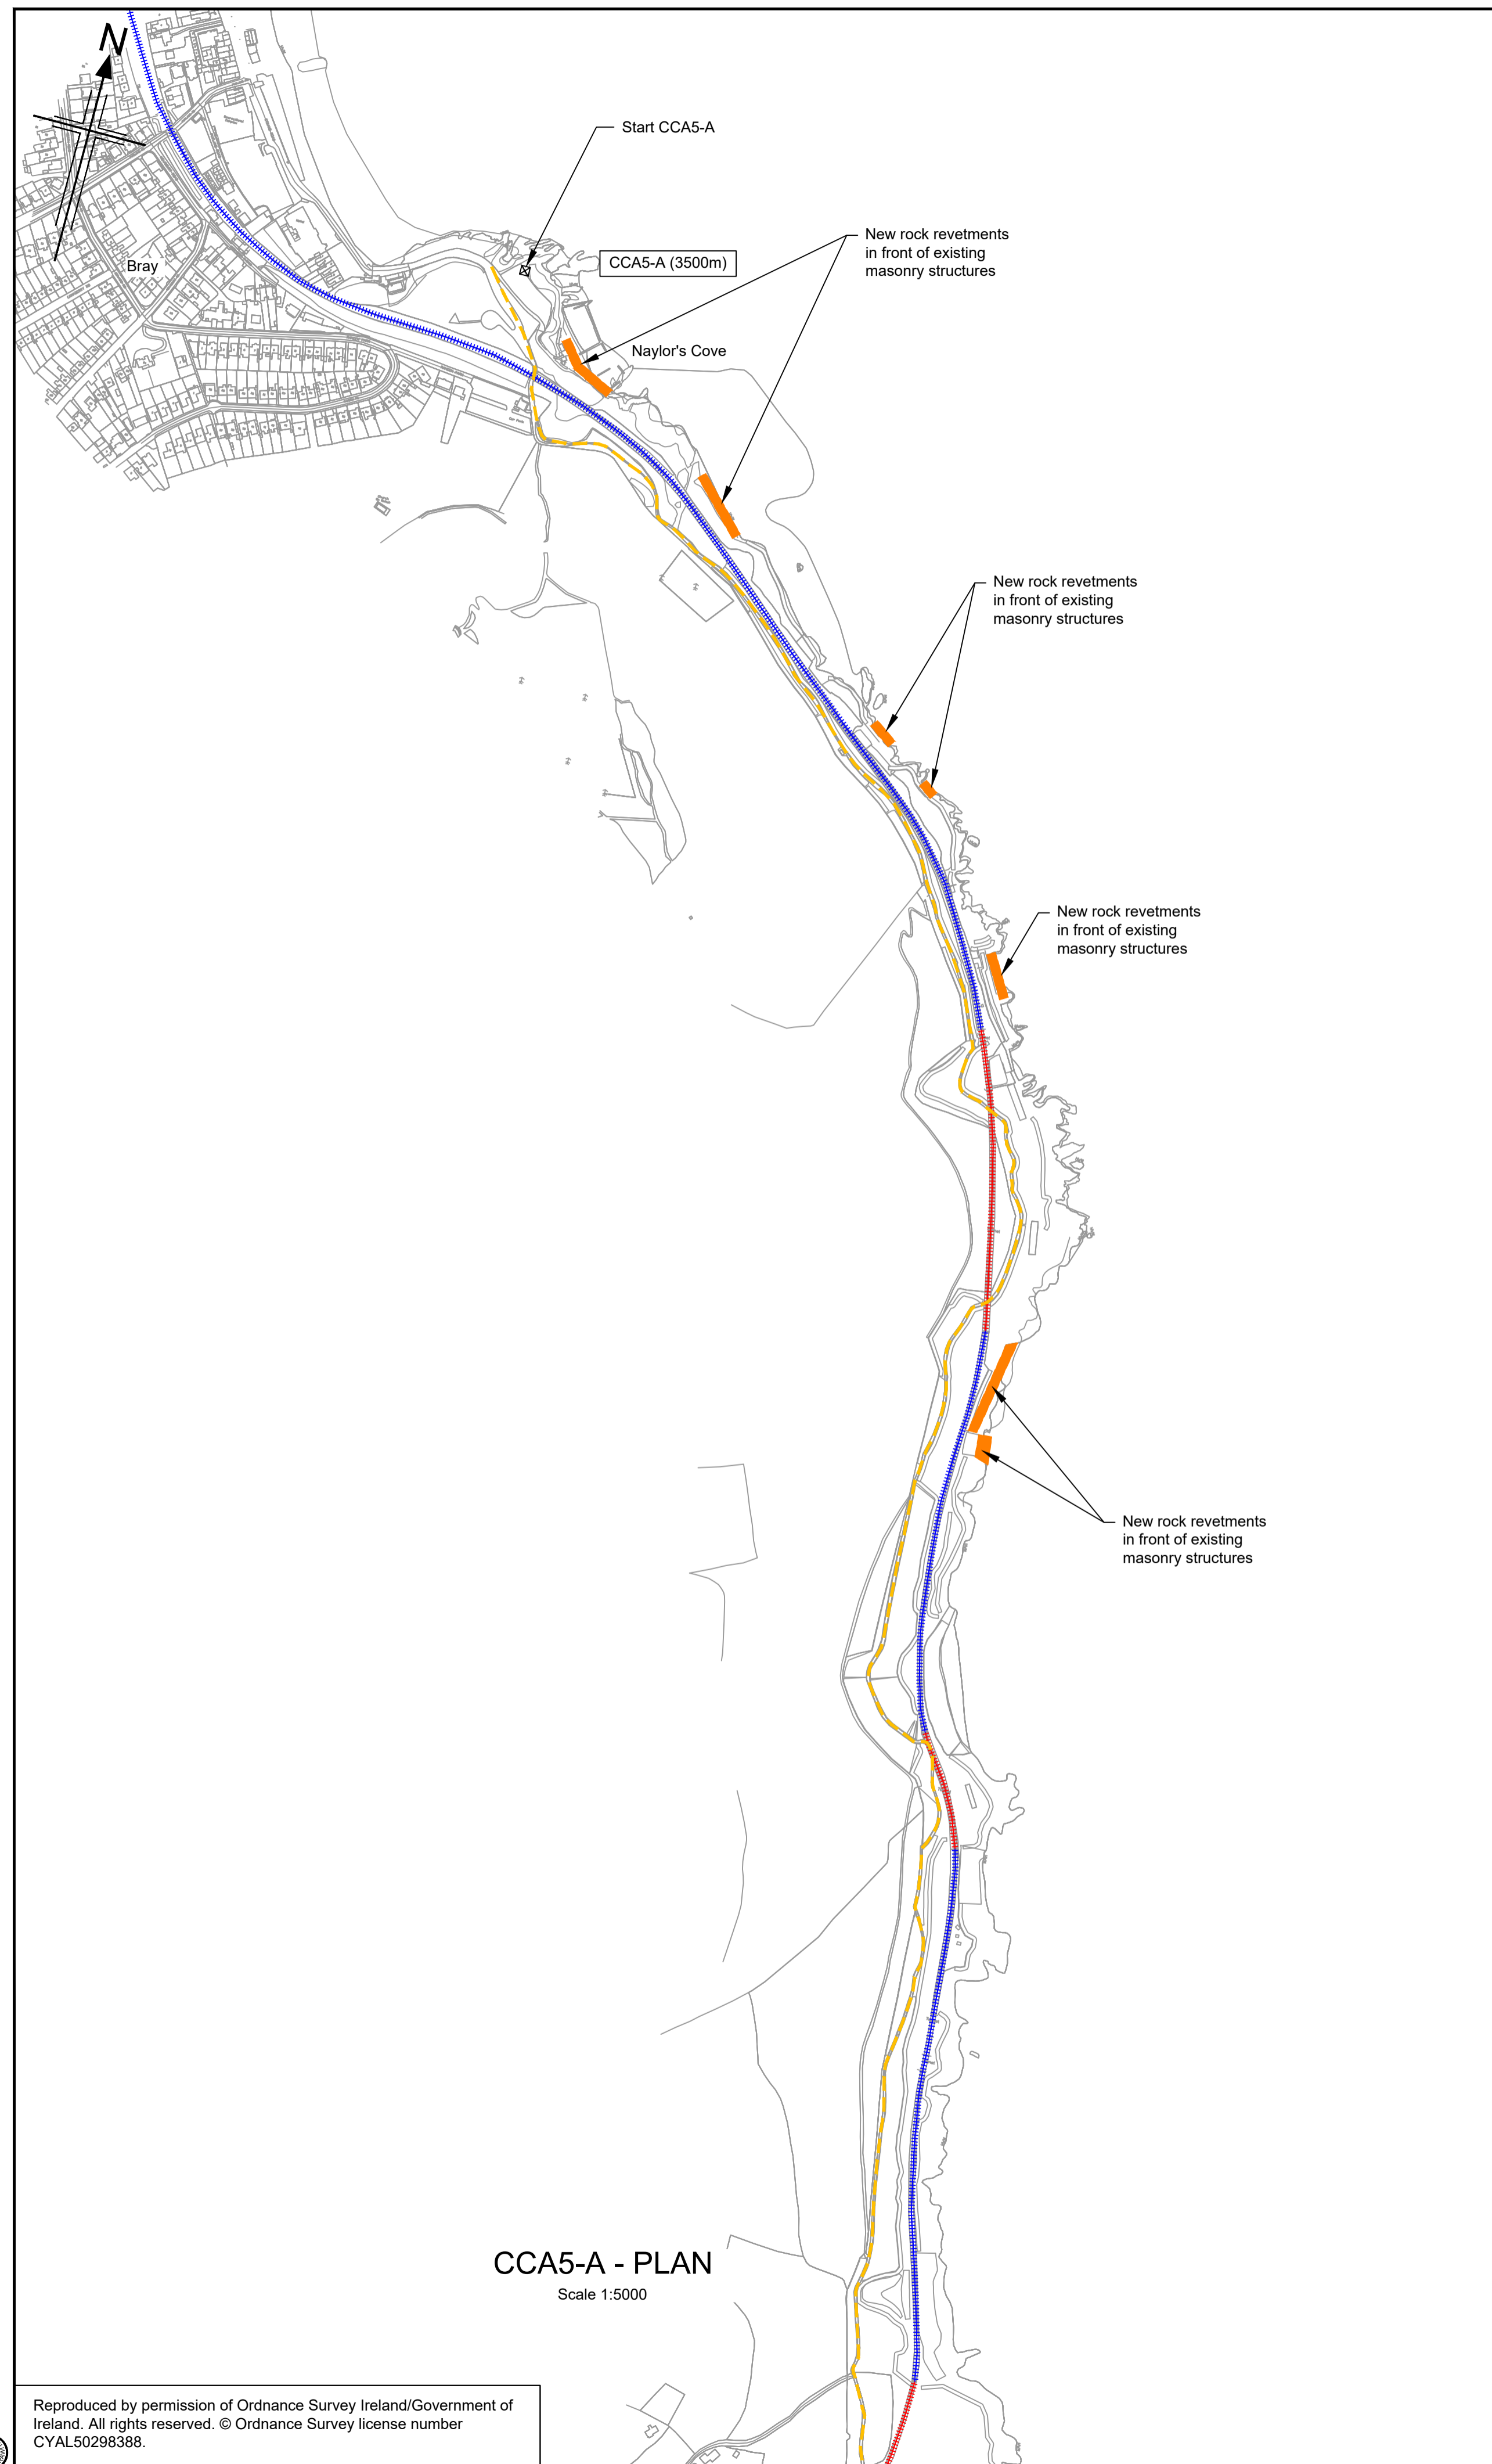 N
Start CCA5-A
New rock revetments
in front of existing
masonry structures
CCA5-A (3500m)
Bray
Naylor's Cove
New rock revetments
in front of existing
masonry structures
New rock revetments
in front of existing
masonry structures
New rock revetments
in front of existing
masonry structures
CCA5-A - PLAN
Scale 1:5000
Reproduced by permission of Ordnance Survey Ireland/Government of
Ireland. All rights reserved. © Ordnance Survey license number
CYAL50298388.